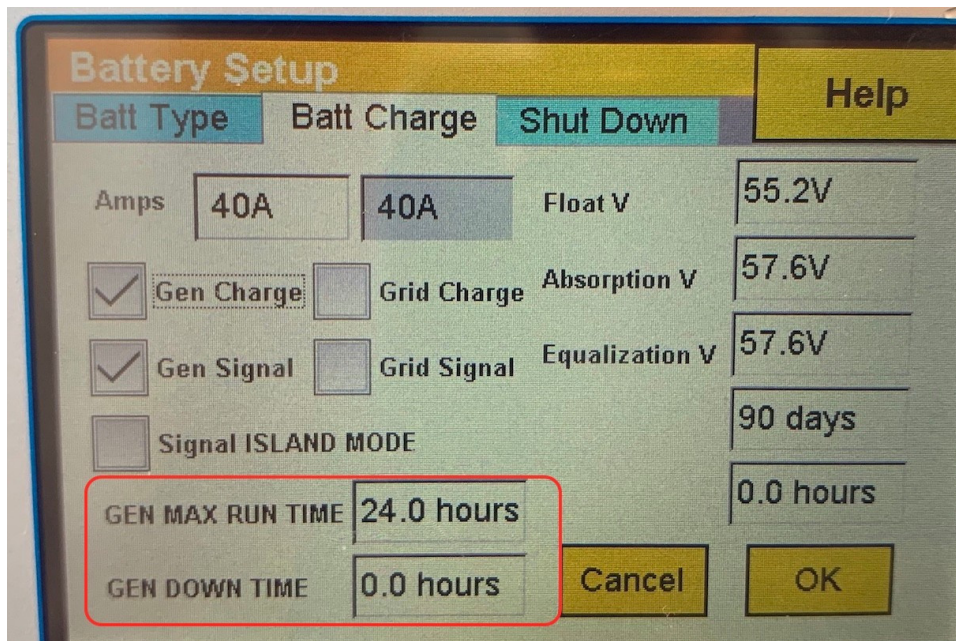 Battery Setup
Help
Batt Type Batt Charge Shut Down
Amps 40A 40A Float V 55.2V
Gen Charge Grid Charge Absorption V 57.6V
Gen Signal Grid Signal Equalization V 57.6V
Signal ISLAND MODE 90 days
GEN MAX RUN TIME 24.0 hours 0.0 hours
GEN DOWN TIME 0.0 hours Cancel OK